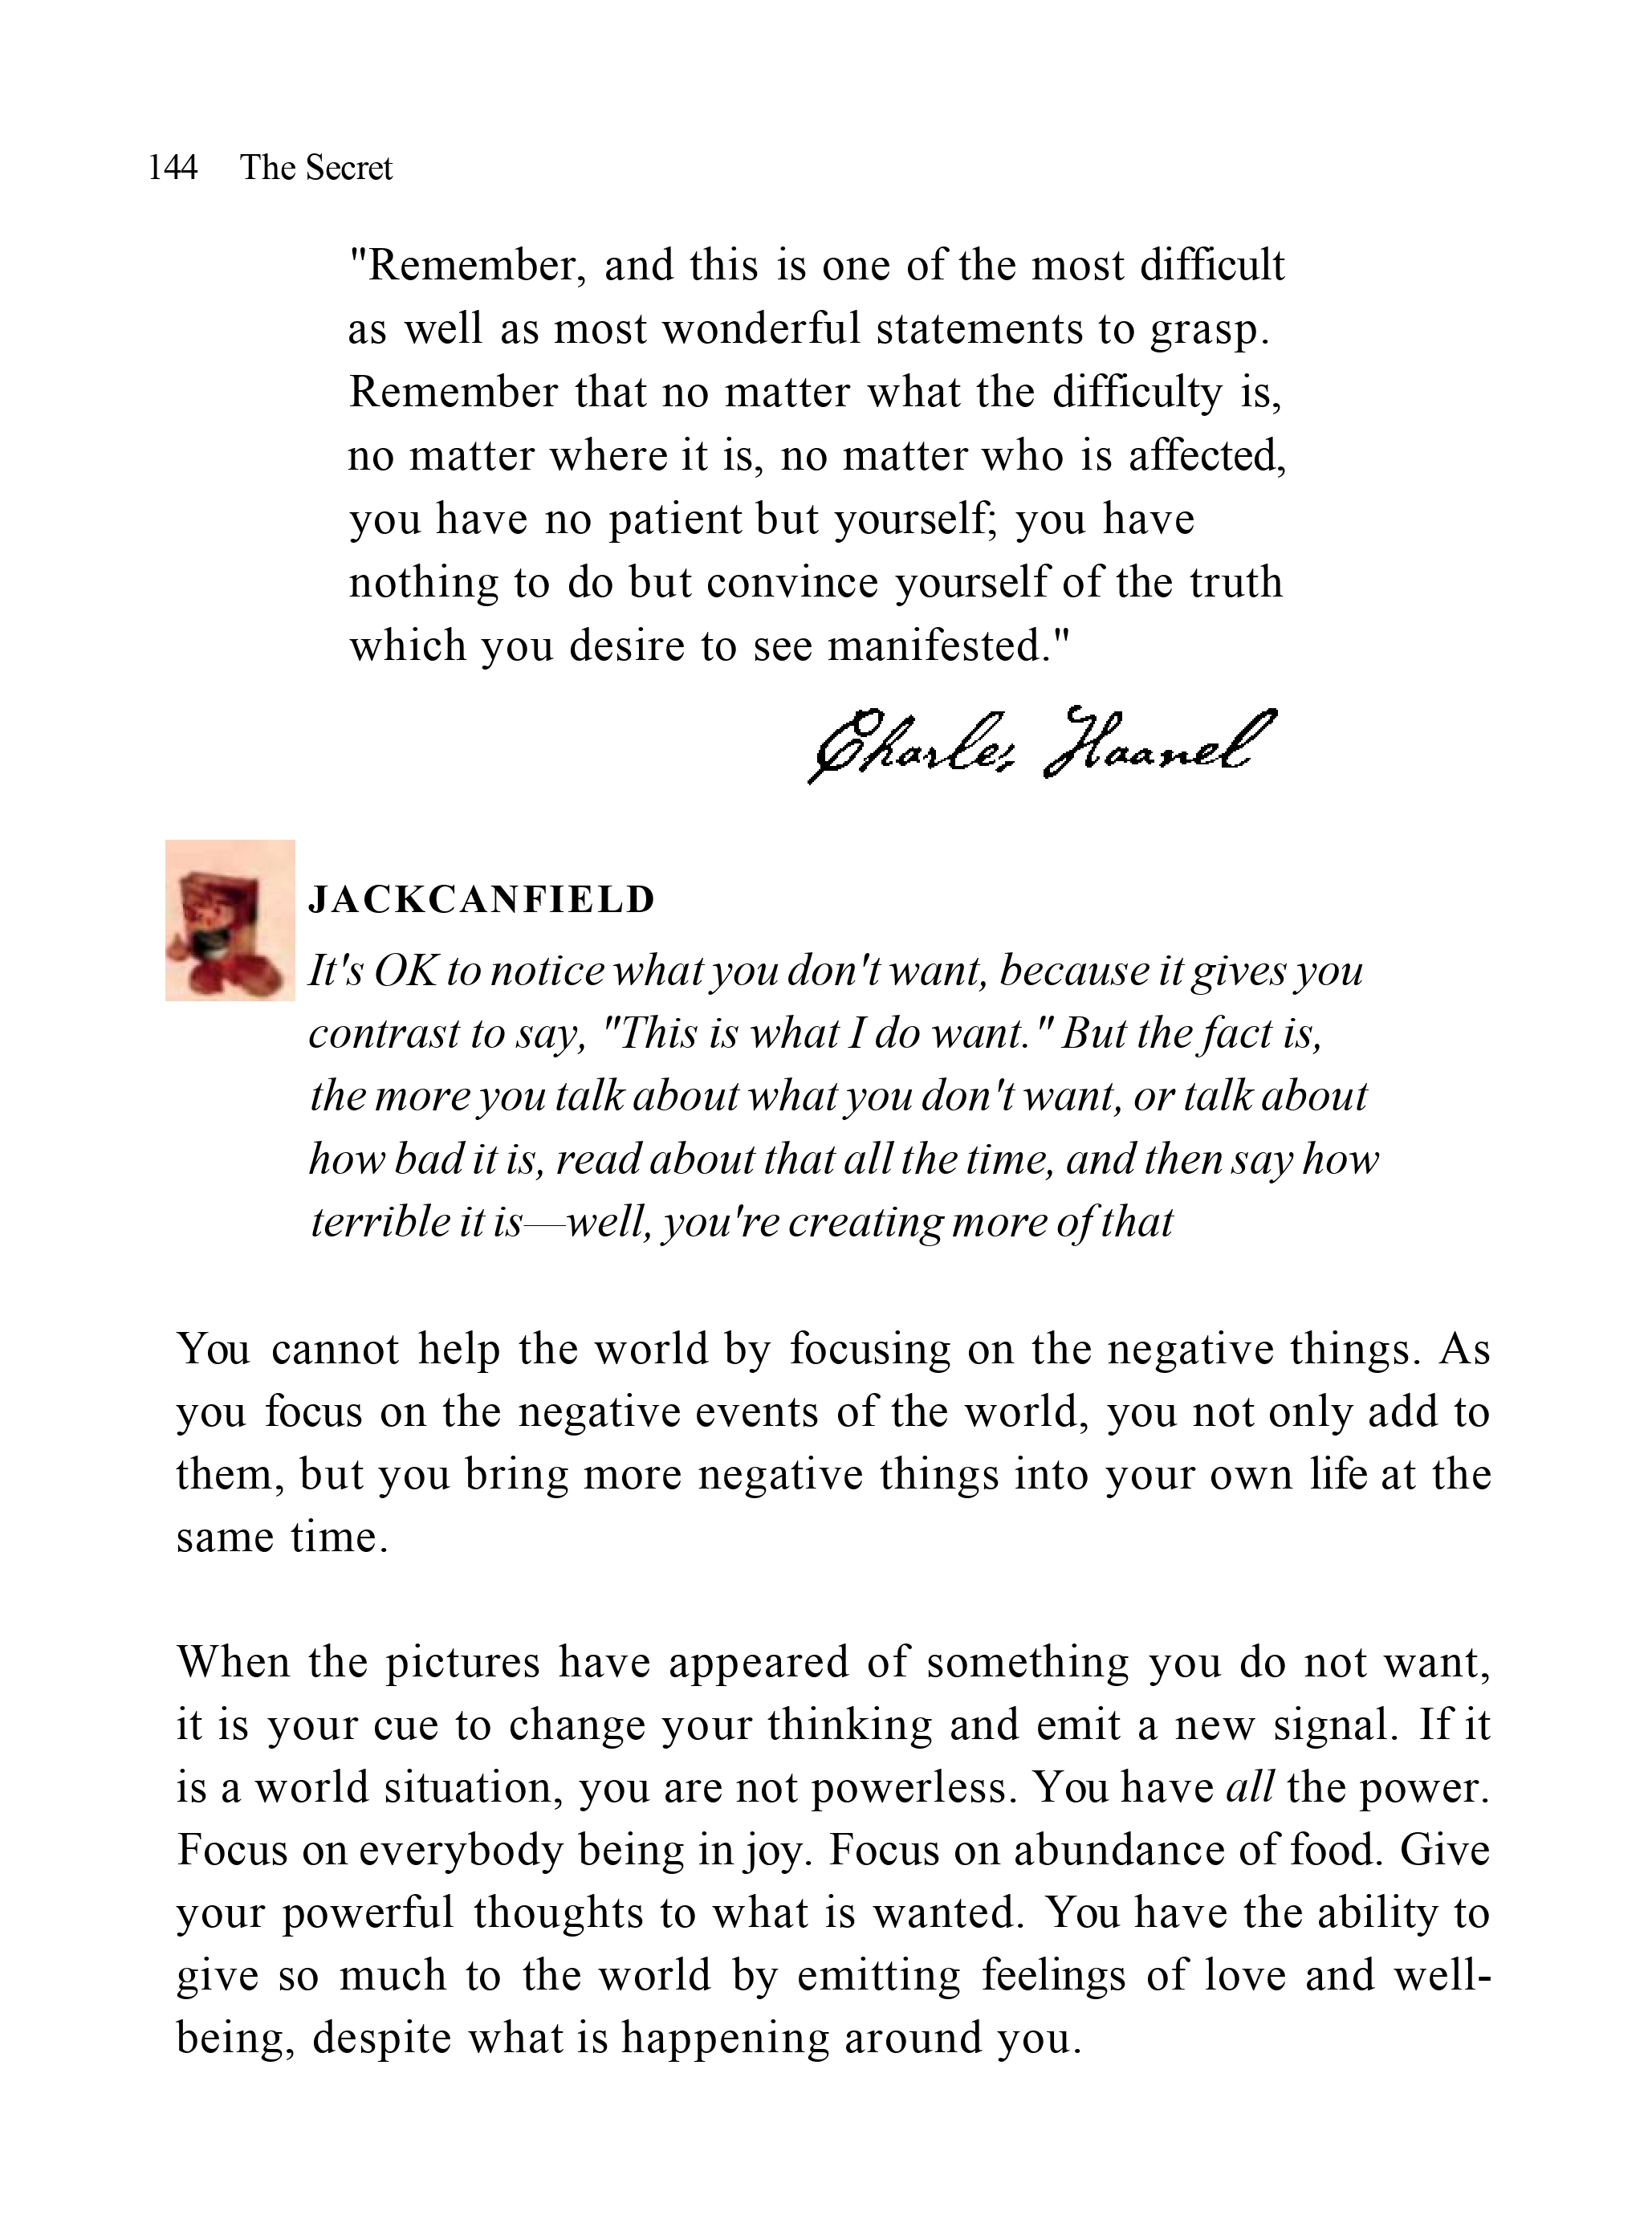 144 The Secret
"Remember, and this is one of the most difficult
as well as most wonderful statements to grasp.
Remember that no matter what the difficulty is,
no matter where it is, no matter who is affected,
you have no patient but yourself; you have
nothing to do but convince yourself of the truth
which you desire to see manifested."
Charles Haanel
JACKCANFIELD
It's OK to notice what you don't want, because it gives you
contrast to say, "This is what I do want." But the fact is,
the more you talk about what you don't want, or talk about
how bad it is, read about that all the time, and then say how
terrible it is—well, you're creating more of that
You cannot help the world by focusing on the negative things. As
you focus on the negative events of the world, you not only add to
them, but you bring more negative things into your own life at the
same time.
When the pictures have appeared of something you do not want,
it is your cue to change your thinking and emit a new signal. If it
is a world situation, you are not powerless. You have all the power.
Focus on everybody being in joy. Focus on abundance of food. Give
your powerful thoughts to what is wanted. You have the ability to
give so much to the world by emitting feelings of love and well-
being, despite what is happening around you.